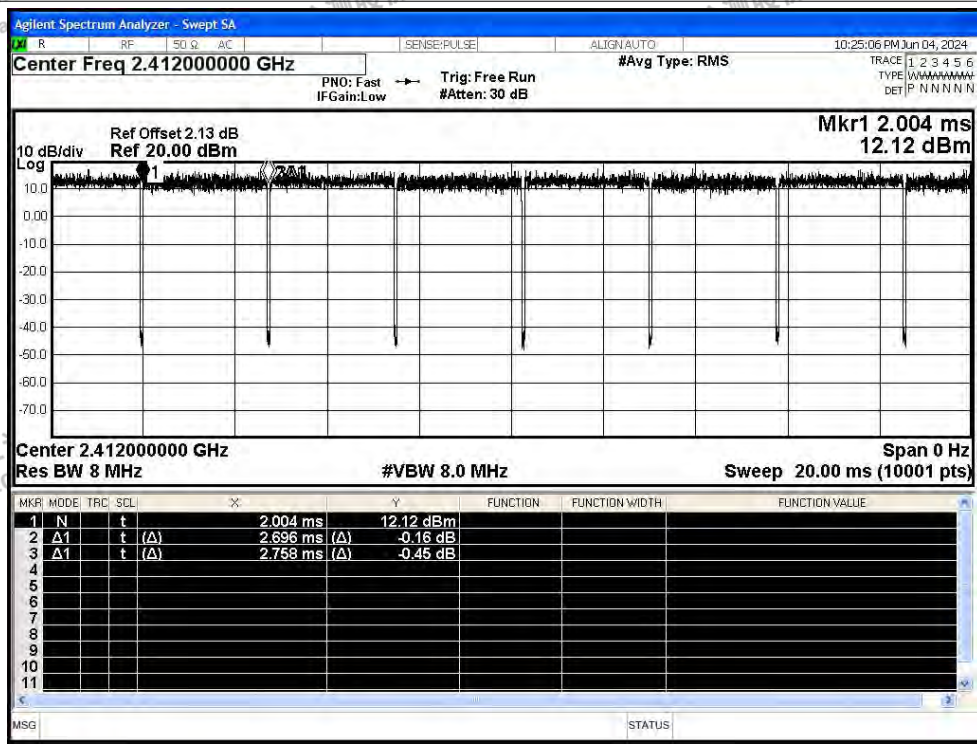 Agilent Spectrum Analyzer - Swept SA
R RF 50 Ω AC SENSE:PULSE ALIGN AUTO 10:25:06 PM Jun 04, 2024
Center Freq 2.412000000 GHz #Avg Type: RMS TRACE 1 2 3 4 5 6
PNO: Fast Trig: Free Run TYPE WWWWWW
IFGain:Low #Atten: 30 dB DET P N N N N N
Mkr1 2.004 ms
Ref Offset 2.13 dB
10 dB/div Ref 20.00 dBm 12.12 dBm
Log
1 2Δ1
10.0
0.00
-10.0
-20.0
-30.0
-40.0
-50.0
-60.0
-70.0
Center 2.412000000 GHz Span 0 Hz
Res BW 8 MHz #VBW 8.0 MHz Sweep 20.00 ms (10001 pts)
MKR MODE TRC SCL X Y FUNCTION FUNCTION WIDTH FUNCTION VALUE
1 N t 2.004 ms 12.12 dBm
2 Δ1 t (Δ) 2.696 ms (Δ) -0.16 dB
3 Δ1 t (Δ) 2.758 ms (Δ) -0.45 dB
4
5
6
7
8
9
10
11
MSG STATUS